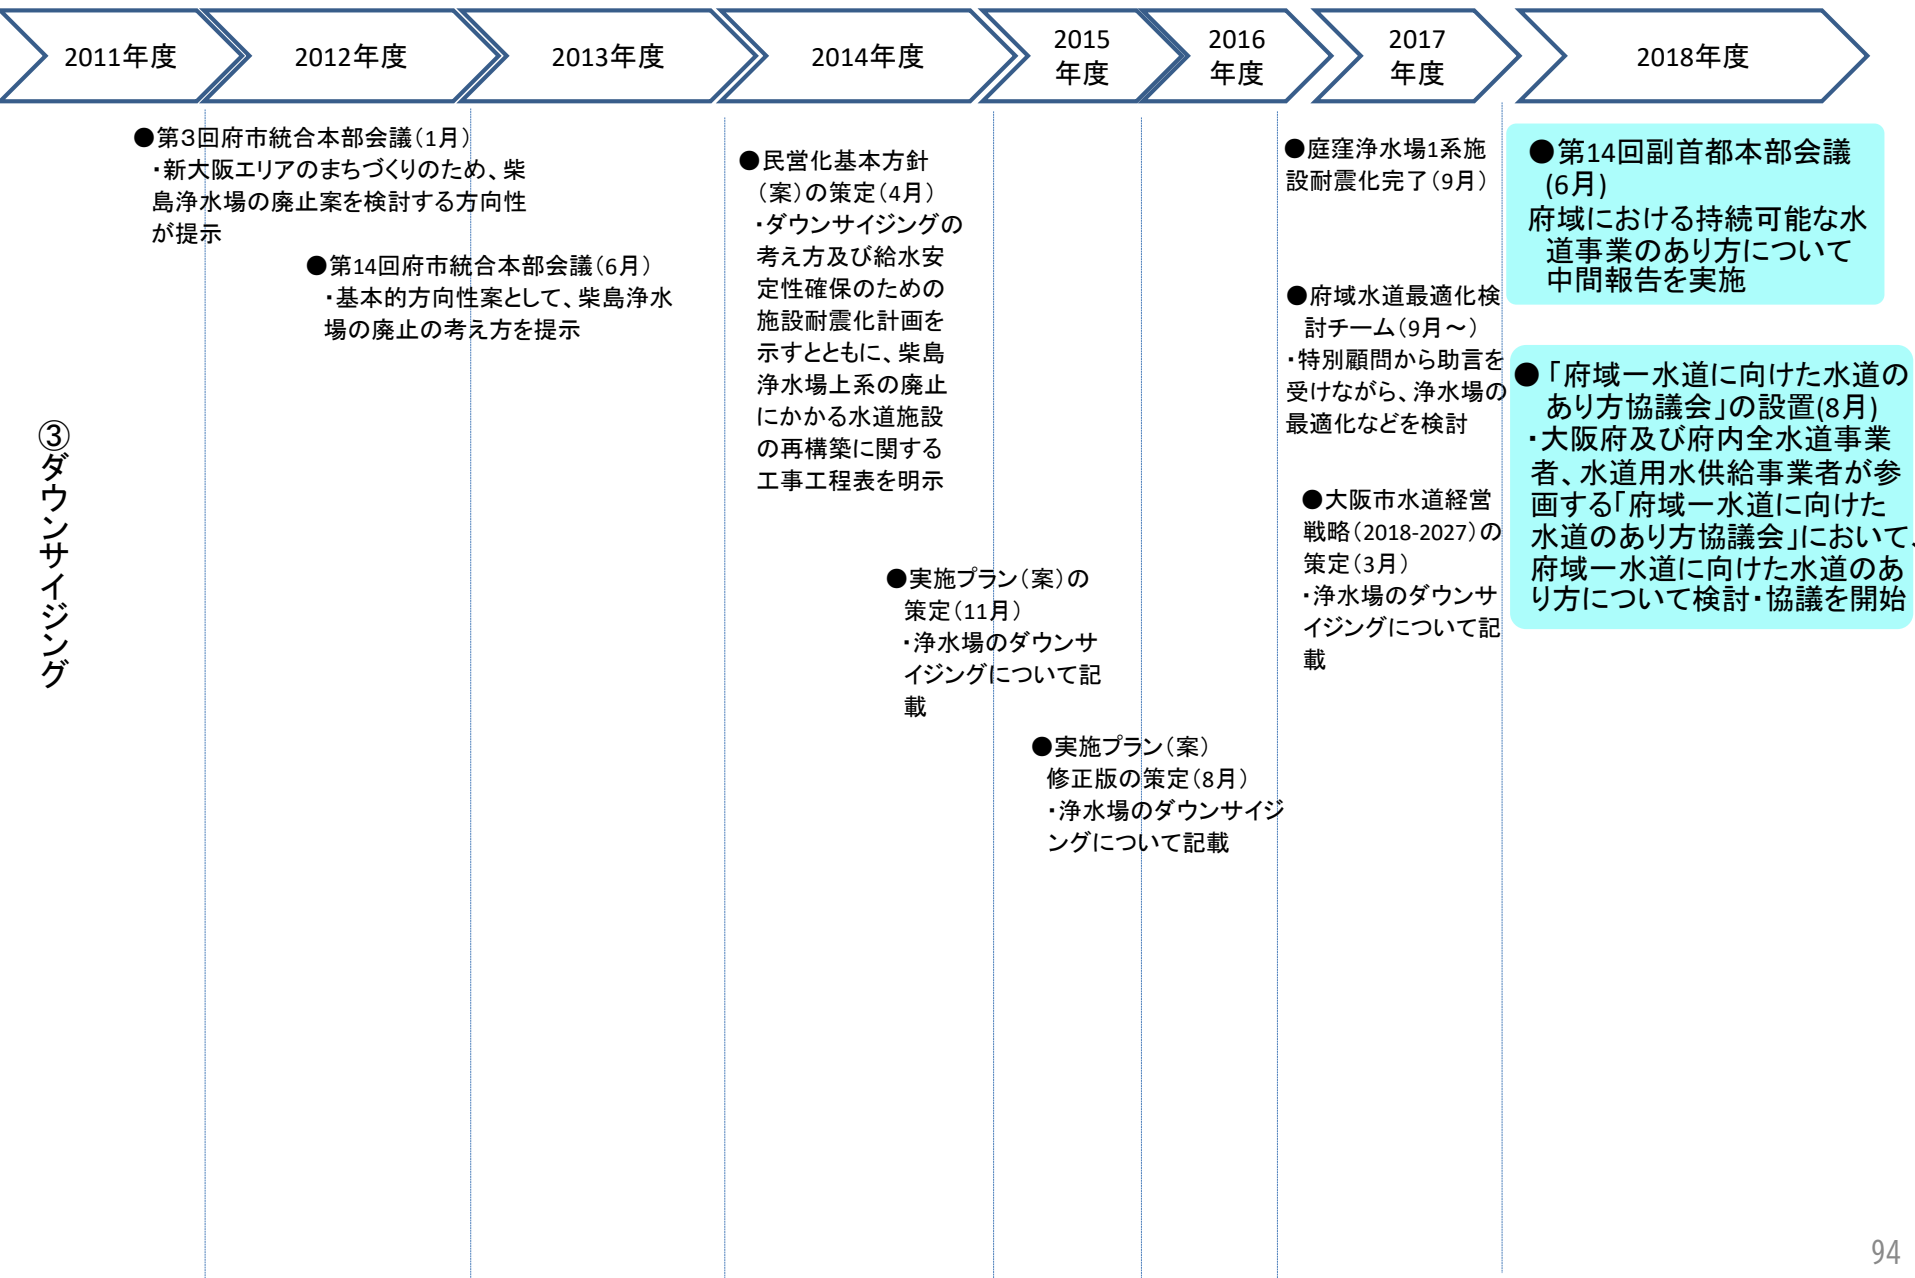 2011年度
2012年度
2013年度
2014年度
2015
年度
2016
年度
2017
年度
2018年度
③ダウンサイジング
●第3回府市統合本部会議(1月)
・新大阪エリアのまちづくりのため、柴
島浄水場の廃止案を検討する方向性
が提示
●第14回府市統合本部会議(6月)
・基本的方向性案として、柴島浄水
場の廃止の考え方を提示
●民営化基本方針
(案)の策定(4月)
・ダウンサイジングの
考え方及び給水安
定性確保のための
施設耐震化計画を
示すとともに、柴島
浄水場上系の廃止
にかかる水道施設
の再構築に関する
工事工程表を明示
●実施プラン(案)の
策定(11月)
・浄水場のダウンサ
イジングについて記
載
●実施プラン(案)
修正版の策定(8月)
・浄水場のダウンサイジ
ングについて記載
●庭窪浄水場1系施
設耐震化完了(9月)
●府域水道最適化検
討チーム(9月～)
・特別顧問から助言を
受けながら、浄水場の
最適化などを検討
●大阪市水道経営
戦略(2018-2027)の
策定(3月)
・浄水場のダウンサ
イジングについて記
載
●第14回副首都本部会議
(6月)
府域における持続可能な水
道事業のあり方について
中間報告を実施
●「府域一水道に向けた水道の
あり方協議会」の設置(8月)
・大阪府及び府内全水道事業
者、水道用水供給事業者が参
画する「府域一水道に向けた
水道のあり方協議会」において、
府域一水道に向けた水道のあ
り方について検討・協議を開始
94